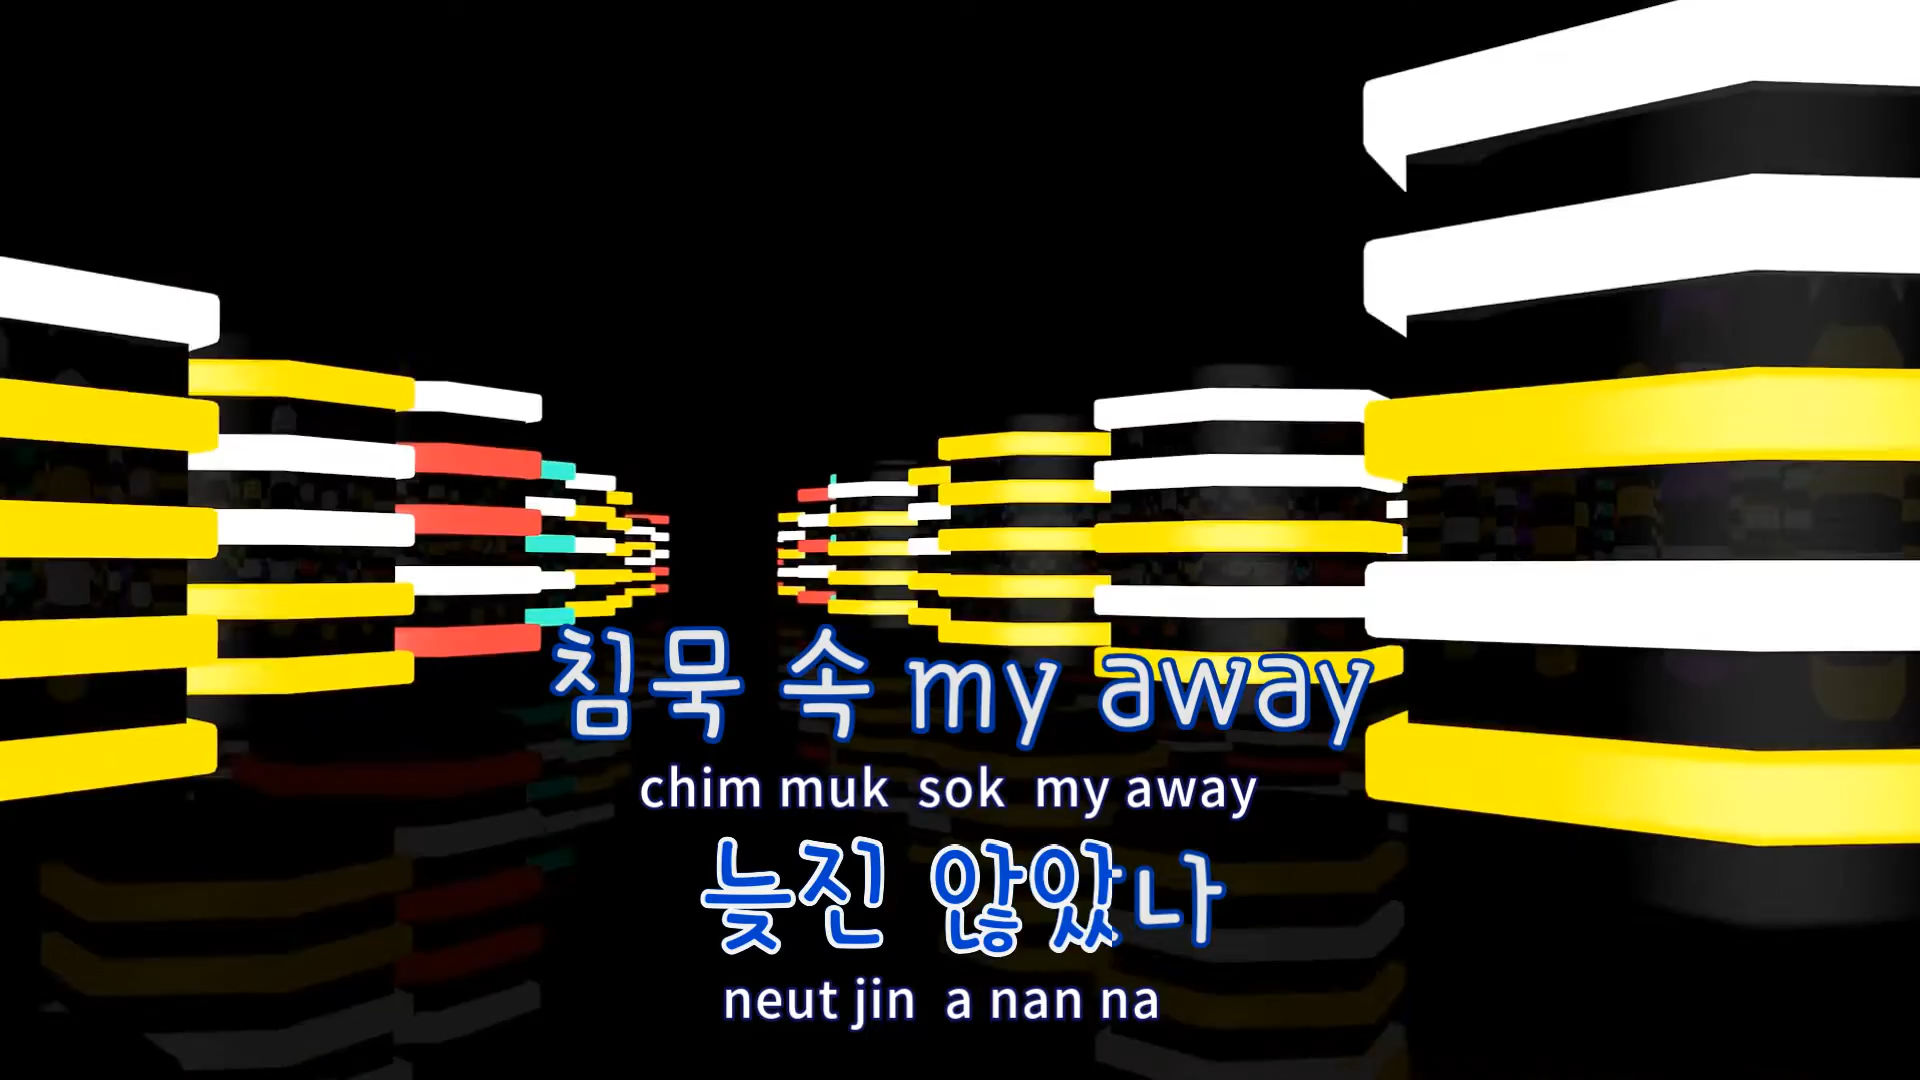 침묵 속 my away
chim muk sok my away
늦진 않았나
neut jin a nan na